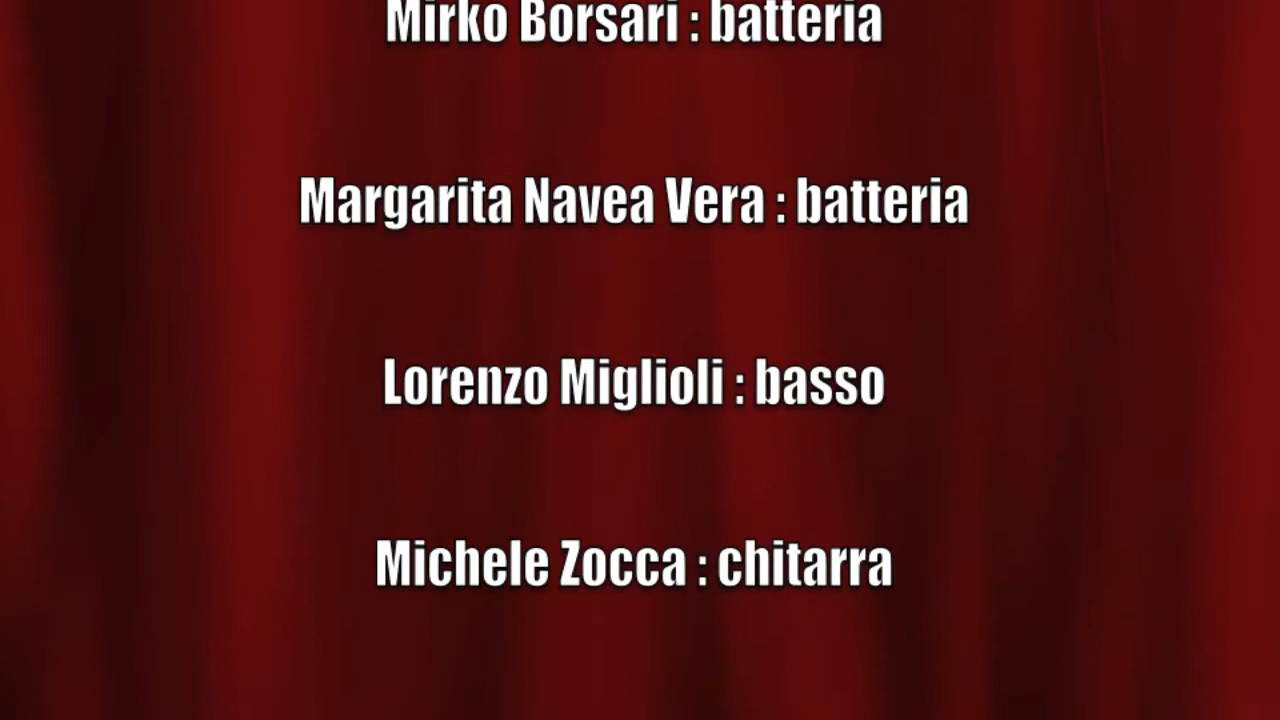 Mirko Borsari : batteria
Margarita Navea Vera : batteria
Lorenzo Miglioli : basso
Michele Zocca : chitarra